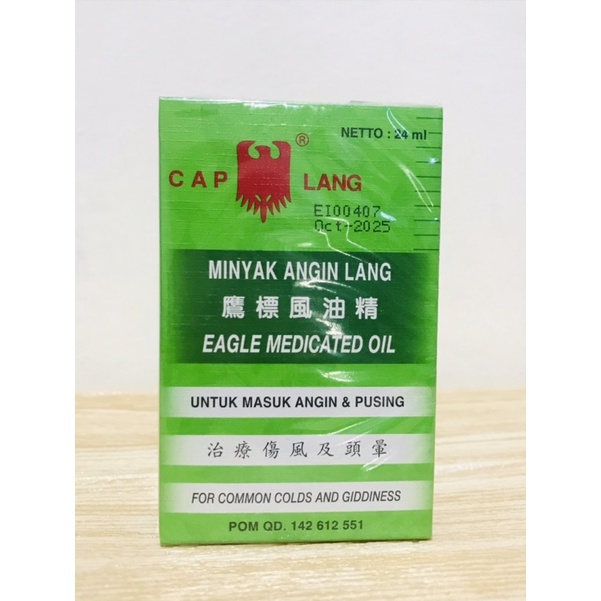 NETTO : 24 ml
®
CAP LANG
EI00407
Oct-2025
MINYAK ANGIN LANG
鷹標風油精
EAGLE MEDICATED OIL
UNTUK MASUK ANGIN & PUSING
治療傷風及頭暈
FOR COMMON COLDS AND GIDDINESS
POM QD. 142 612 551